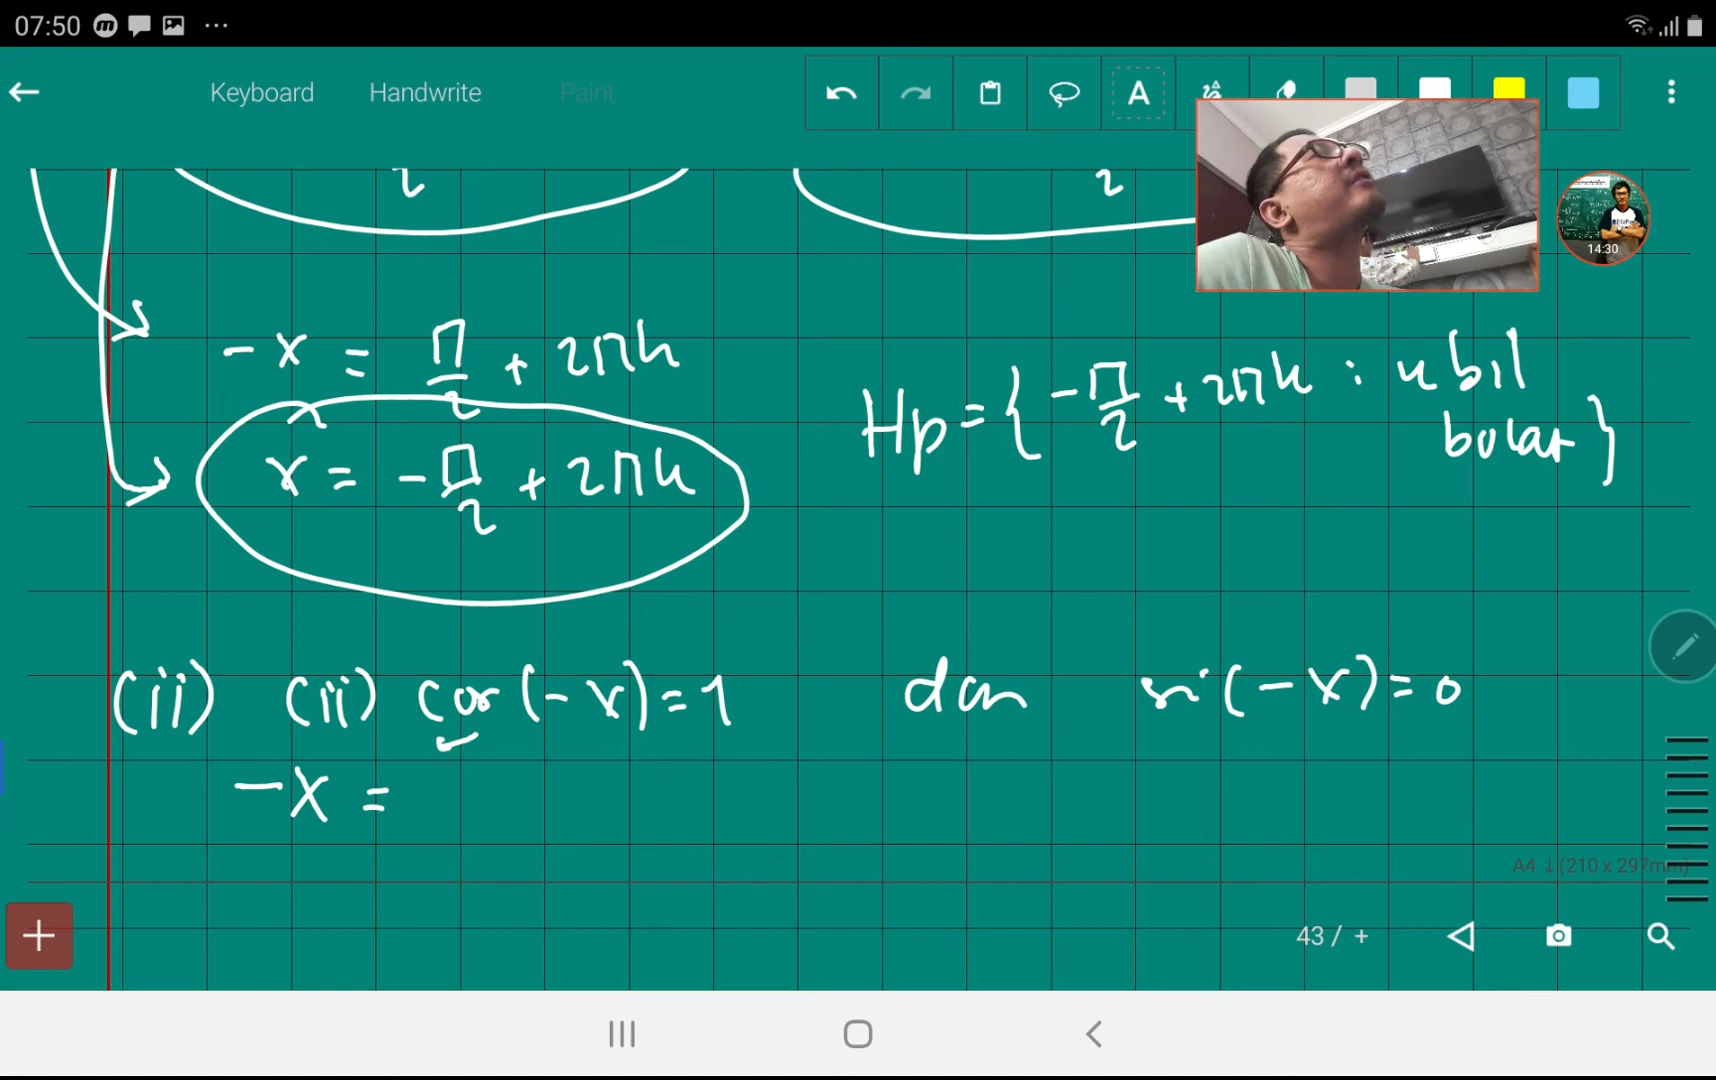 07:50
Keyboard Handwrite Paint A
2 2
14:30
-x = π/2 + 2πk
Hp = { -π/2 + 2πk : k bil bulat }
x = -π/2 + 2πk
(ii) (ii) cos(-x) = 1 dan sin(-x) = 0
-x =
A4 ↓(210 x 297mm)
43 / +